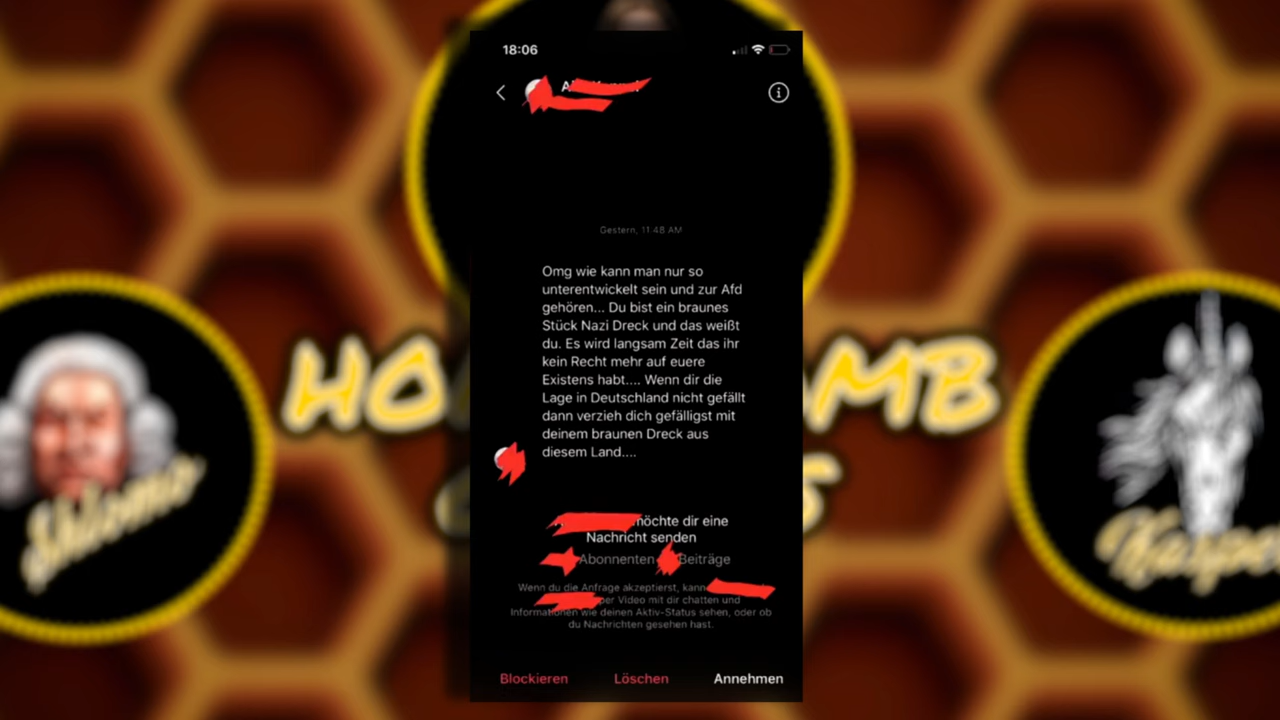 18:06
Gestern, 11:48 AM
Omg wie kann man nur so
unterentwickelt sein und zur Afd
gehören... Du bist ein braunes
Stück Nazi Dreck und das weißt
du. Es wird langsam Zeit das ihr
kein Recht mehr auf euere
Existens habt.... Wenn dir die
Lage in Deutschland nicht gefällt
dann verzieh dich gefälligst mit
deinem braunen Dreck aus
diesem Land....
möchte dir eine
Nachricht senden
Abonnenten Beiträge
Wenn du die Anfrage akzeptierst, kann
per Video mit dir chatten und
Informationen wie deinen Aktiv-Status sehen, oder ob
du Nachrichten gesehen hast.
Blockieren Löschen Annehmen
HO MB
Shlomo